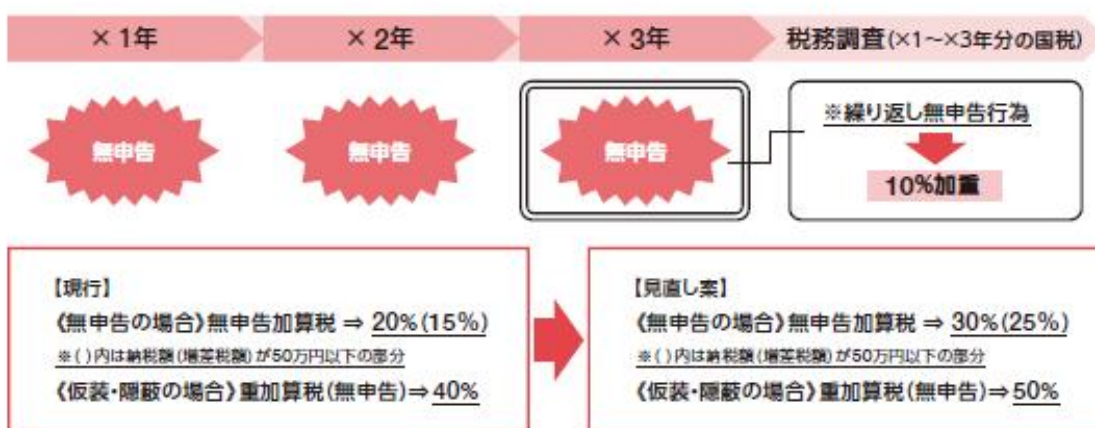 ×1年
×2年
×3年
税務調査(×1～×3年分の国税)
無申告
無申告
無申告
※繰り返し無申告行為
10%加重
【現行】
《無申告の場合》無申告加算税 ⇒ 20%(15%)
※( )内は納税額(増差税額)が50万円以下の部分
《仮装・隠蔽の場合》重加算税(無申告)⇒40%
【見直し案】
《無申告の場合》無申告加算税 ⇒ 30%(25%)
※( )内は納税額(増差税額)が50万円以下の部分
《仮装・隠蔽の場合》重加算税(無申告)⇒50%